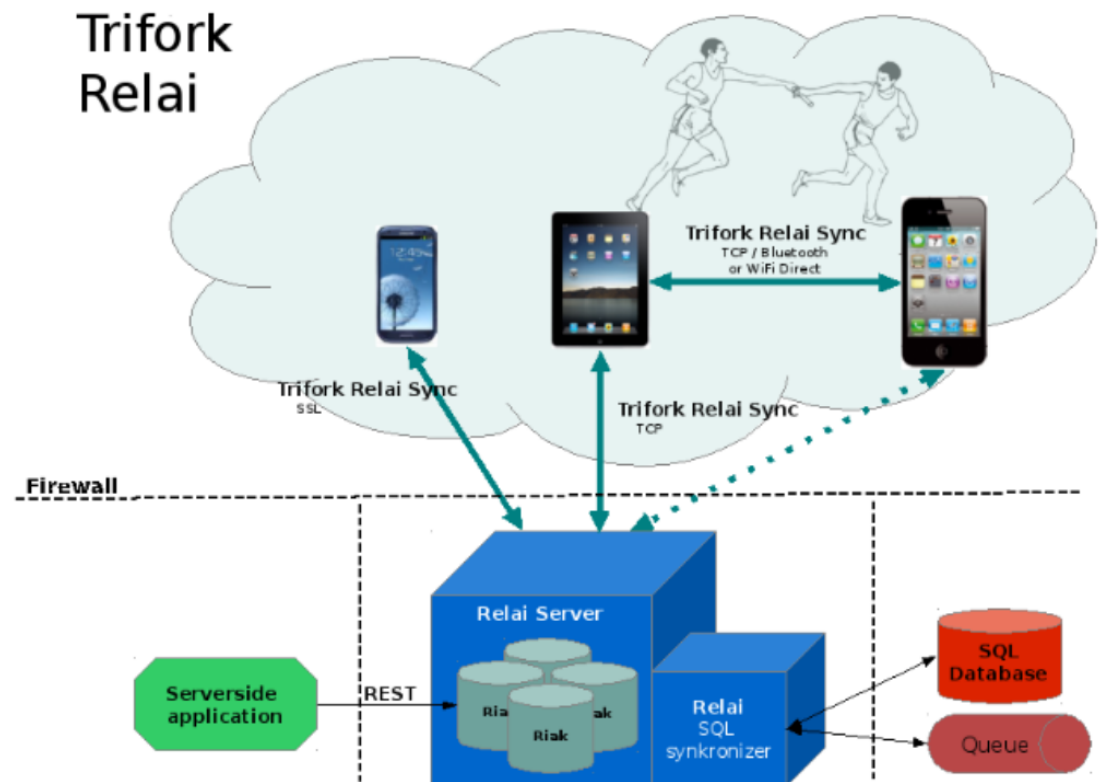 Trifork
Relai
Trifork Relai Sync
TCP / Bluetooth
or WiFi Direct
Trifork Relai Sync
SSL
Trifork Relai Sync
TCP
Firewall
Relai Server
Serverside
application
REST
Riak
Relai
SQL
synkronizer
SQL
Database
Queue